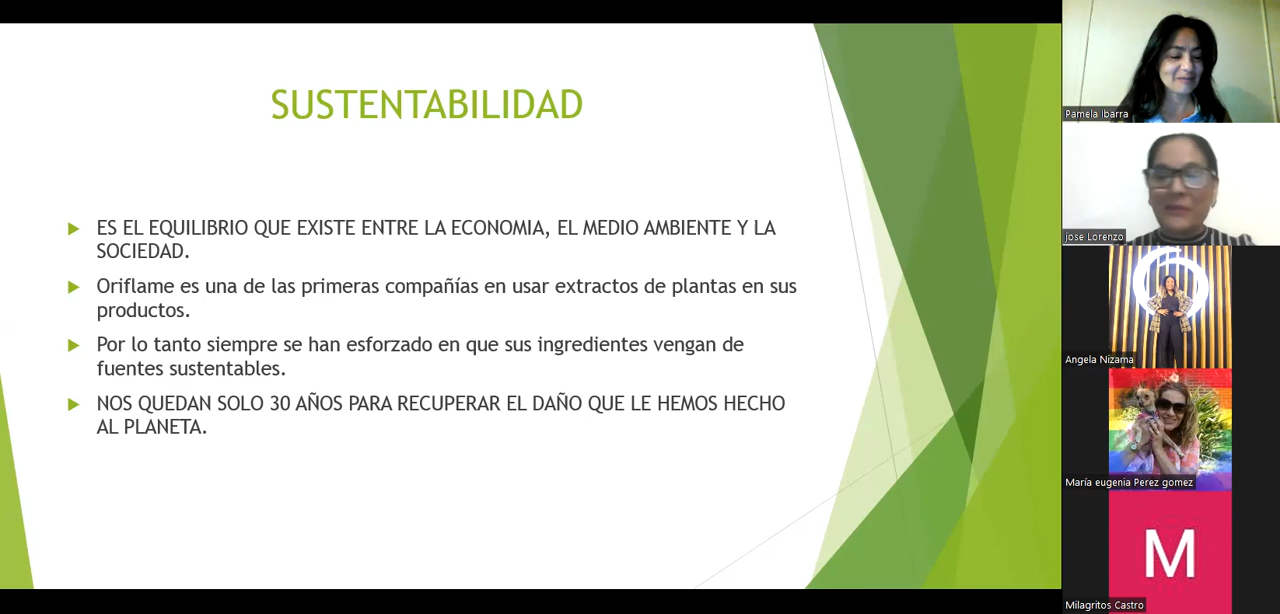 SUSTENTABILIDAD
ES EL EQUILIBRIO QUE EXISTE ENTRE LA ECONOMIA, EL MEDIO AMBIENTE Y LA
SOCIEDAD.
Oriflame es una de las primeras compañías en usar extractos de plantas en sus
productos.
Por lo tanto siempre se han esforzado en que sus ingredientes vengan de
fuentes sustentables.
NOS QUEDAN SOLO 30 AÑOS PARA RECUPERAR EL DAÑO QUE LE HEMOS HECHO
AL PLANETA.
Pamela Ibarra
jose Lorenzo
Angela Nizama
María eugenia Perez gomez
M
Milagritos Castro